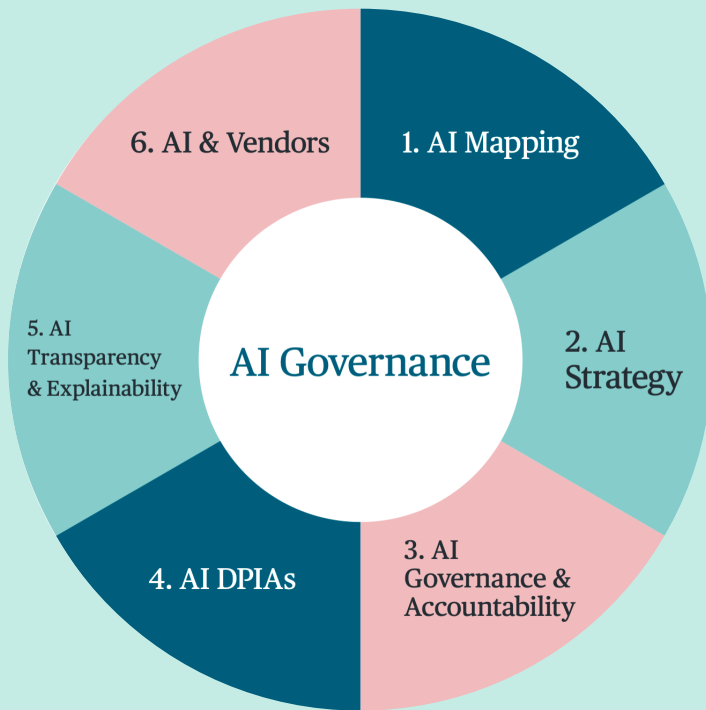 6. AI & Vendors
1. AI Mapping
5. AI
Transparency
& Explainability
AI Governance
2. AI
Strategy
4. AI DPIAs
3. AI
Governance &
Accountability